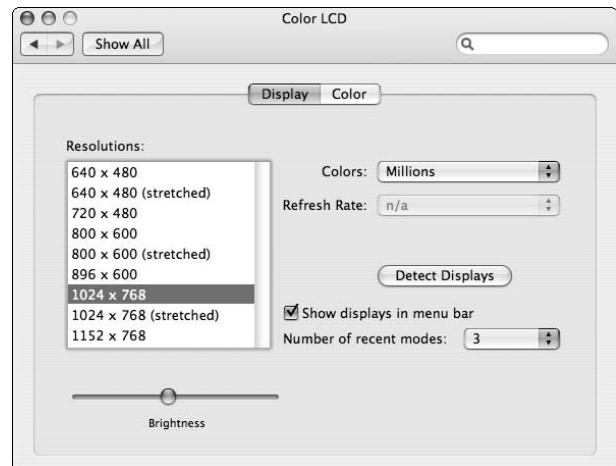 Color LCD
Show All
Display Color
Resolutions:
640 x 480
640 x 480 (stretched)
720 x 480
800 x 600
800 x 600 (stretched)
896 x 600
1024 x 768
1024 x 768 (stretched)
1152 x 768
Colors: Millions
Refresh Rate: n/a
Detect Displays
Show displays in menu bar
Number of recent modes: 3
Brightness